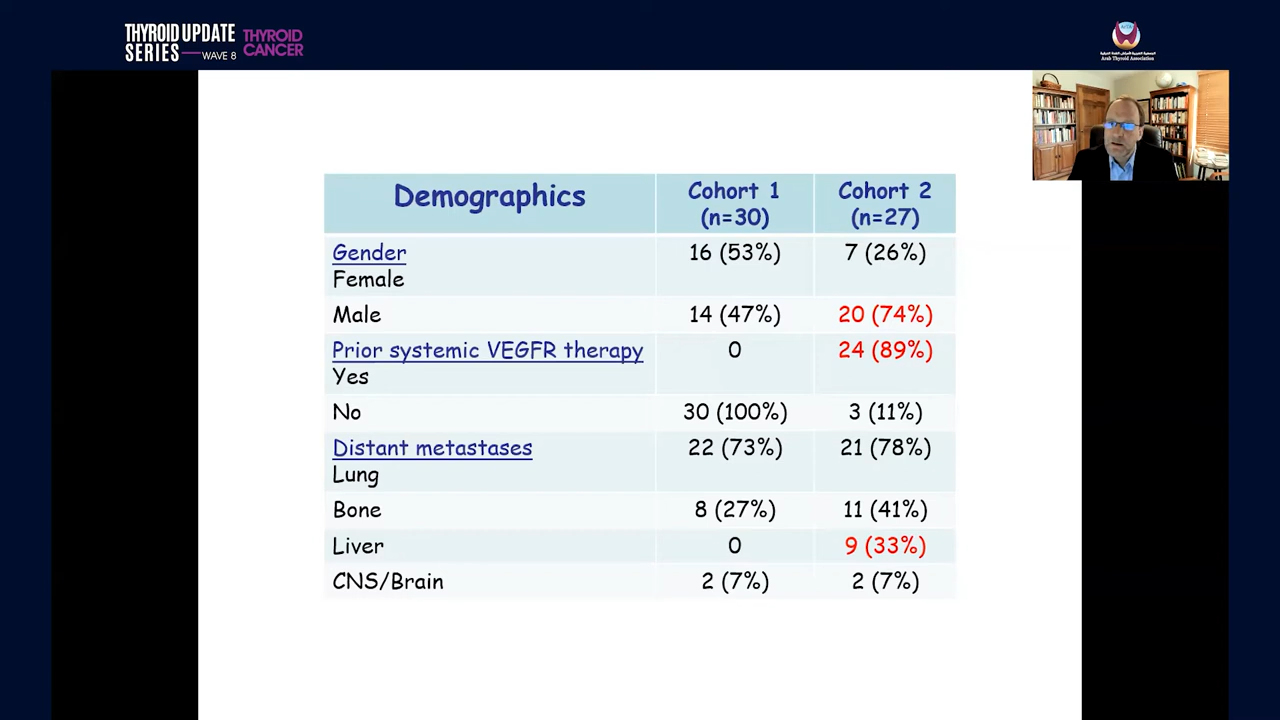 THYROID UPDATE
SERIES — WAVE 8
THYROID
CANCER
Arab Thyroid Association
Demographics
Cohort 1
(n=30)
Cohort 2
(n=27)
Gender
Female
16 (53%)
7 (26%)
Male
14 (47%)
20 (74%)
Prior systemic VEGFR therapy
Yes
0
24 (89%)
No
30 (100%)
3 (11%)
Distant metastases
Lung
22 (73%)
21 (78%)
Bone
8 (27%)
11 (41%)
Liver
0
9 (33%)
CNS/Brain
2 (7%)
2 (7%)